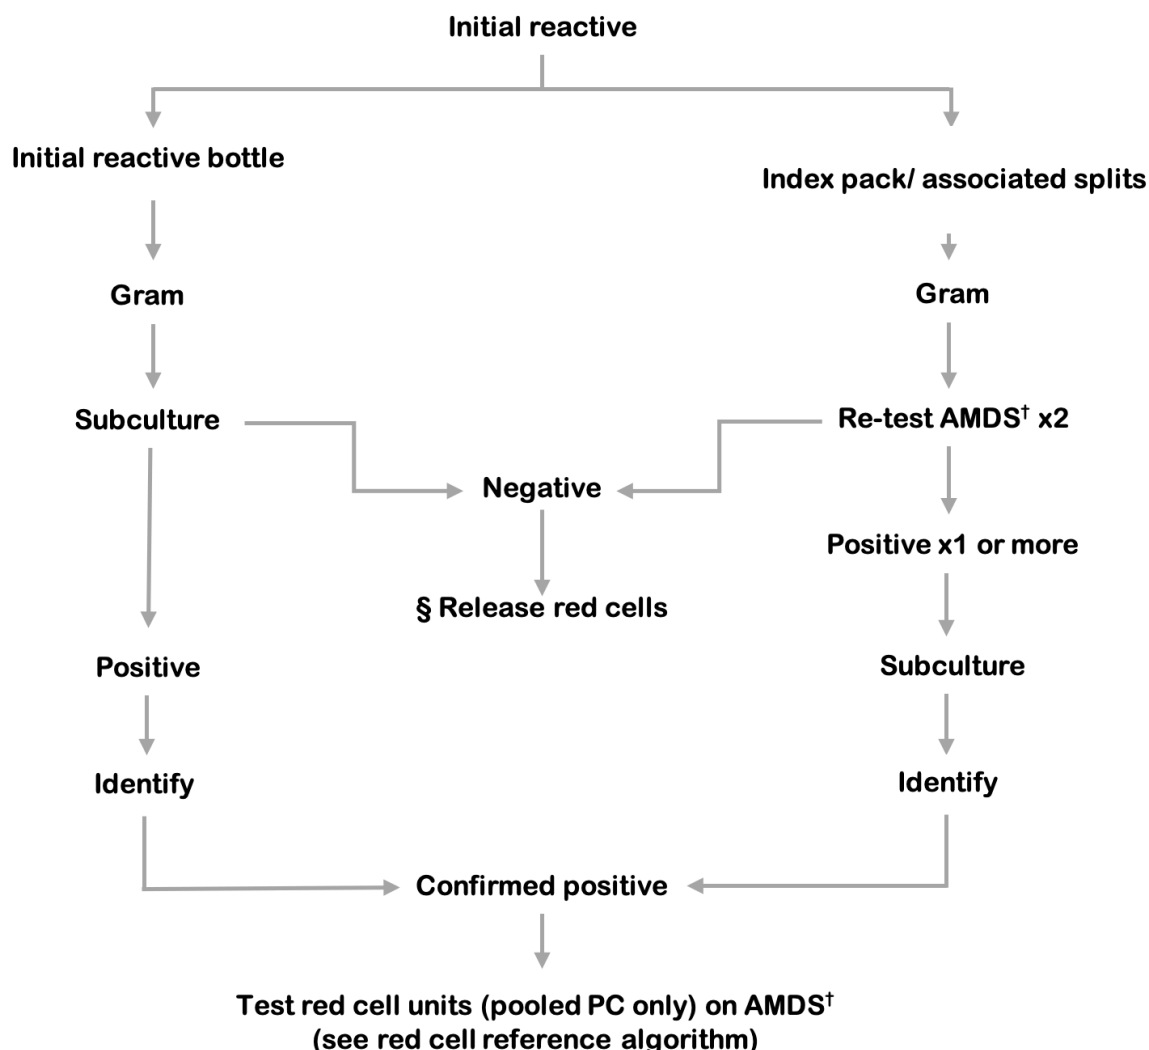 Initial reactive
Initial reactive bottle
Index pack/ associated splits
Gram
Gram
Subculture
Re-test AMDS† x2
Negative
Positive x1 or more
§ Release red cells
Positive
Subculture
Identify
Identify
Confirmed positive
Test red cell units (pooled PC only) on AMDS†
(see red cell reference algorithm)